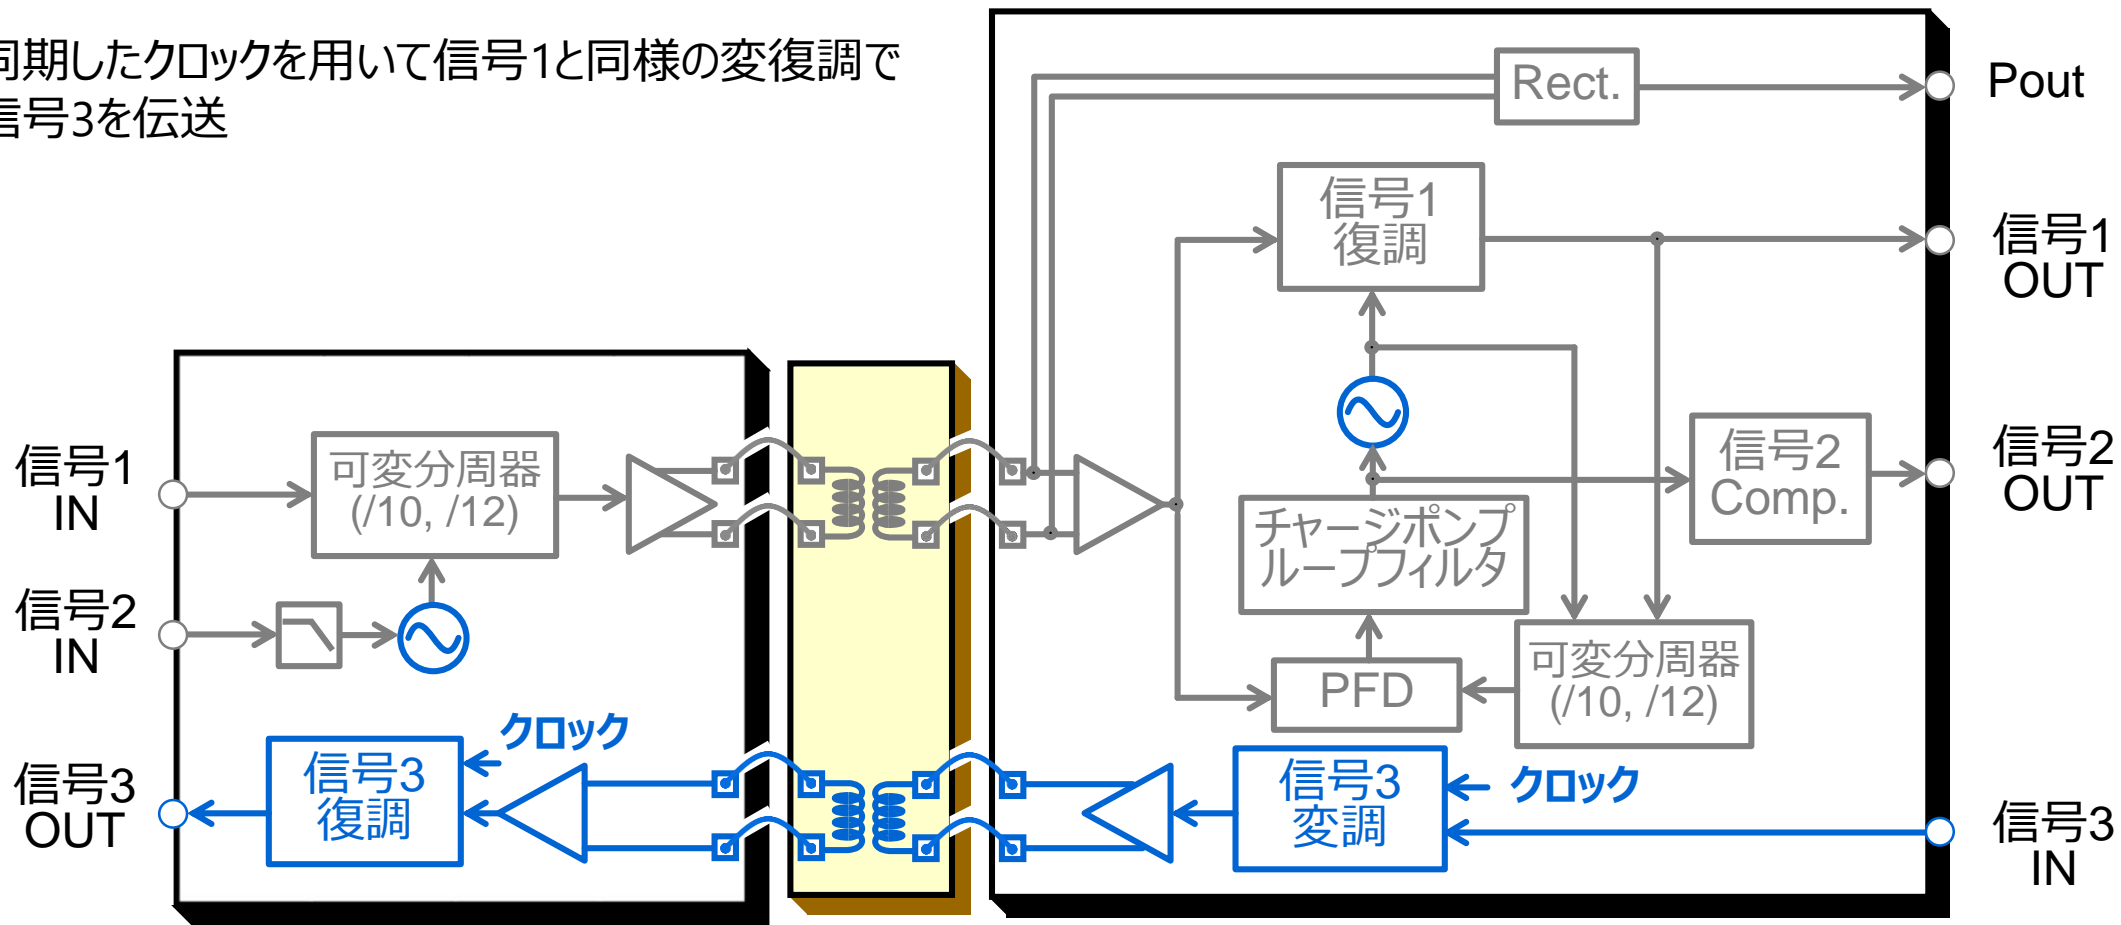 同期したクロックを用いて信号1と同様の変復調で
信号3を伝送
Rect.
Pout
信号1
復調
信号1
OUT
信号1
IN
可変分周器
(/10, /12)
信号2
Comp.
信号2
OUT
チャージポンプ
ループフィルタ
信号2
IN
PFD
可変分周器
(/10, /12)
クロック
信号3
OUT
信号3
復調
信号3
変調
クロック
信号3
IN